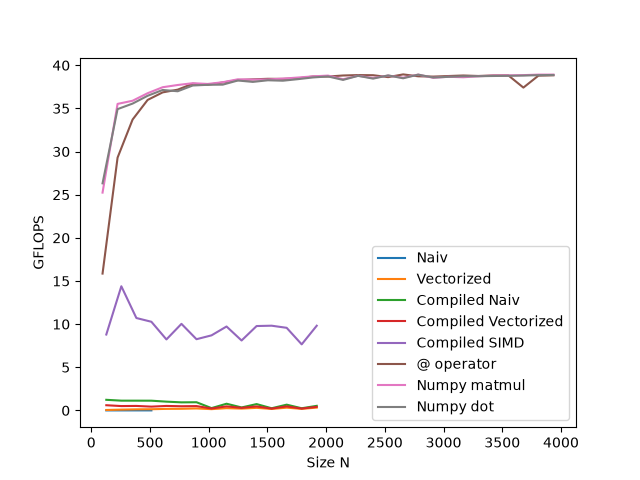 40
35
30
25
20
15
10
5
0
GFLOPS
Naiv
Vectorized
Compiled Naiv
Compiled Vectorized
Compiled SIMD
@ operator
Numpy matmul
Numpy dot
0 500 1000 1500 2000 2500 3000 3500 4000
Size N